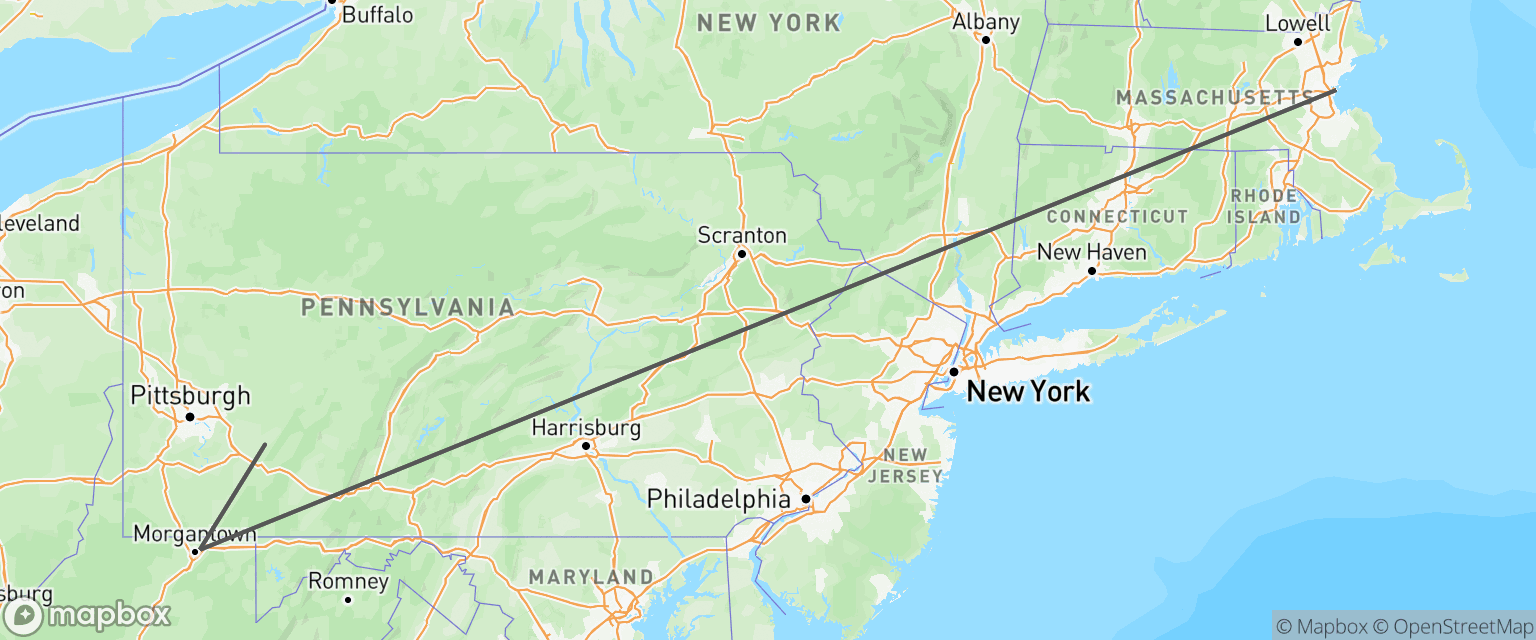 Buffalo
NEW YORK
Albany
Lowell
MASSACHUSETTS
leveland
Scranton
CONNECTICUT
RHODE
ISLAND
New Haven
ron
PENNSYLVANIA
Pittsburgh
New York
Harrisburg
NEW
JERSEY
Philadelphia
Morgantown
Romney
MARYLAND
sburg
mapbox
© Mapbox © OpenStreetMap